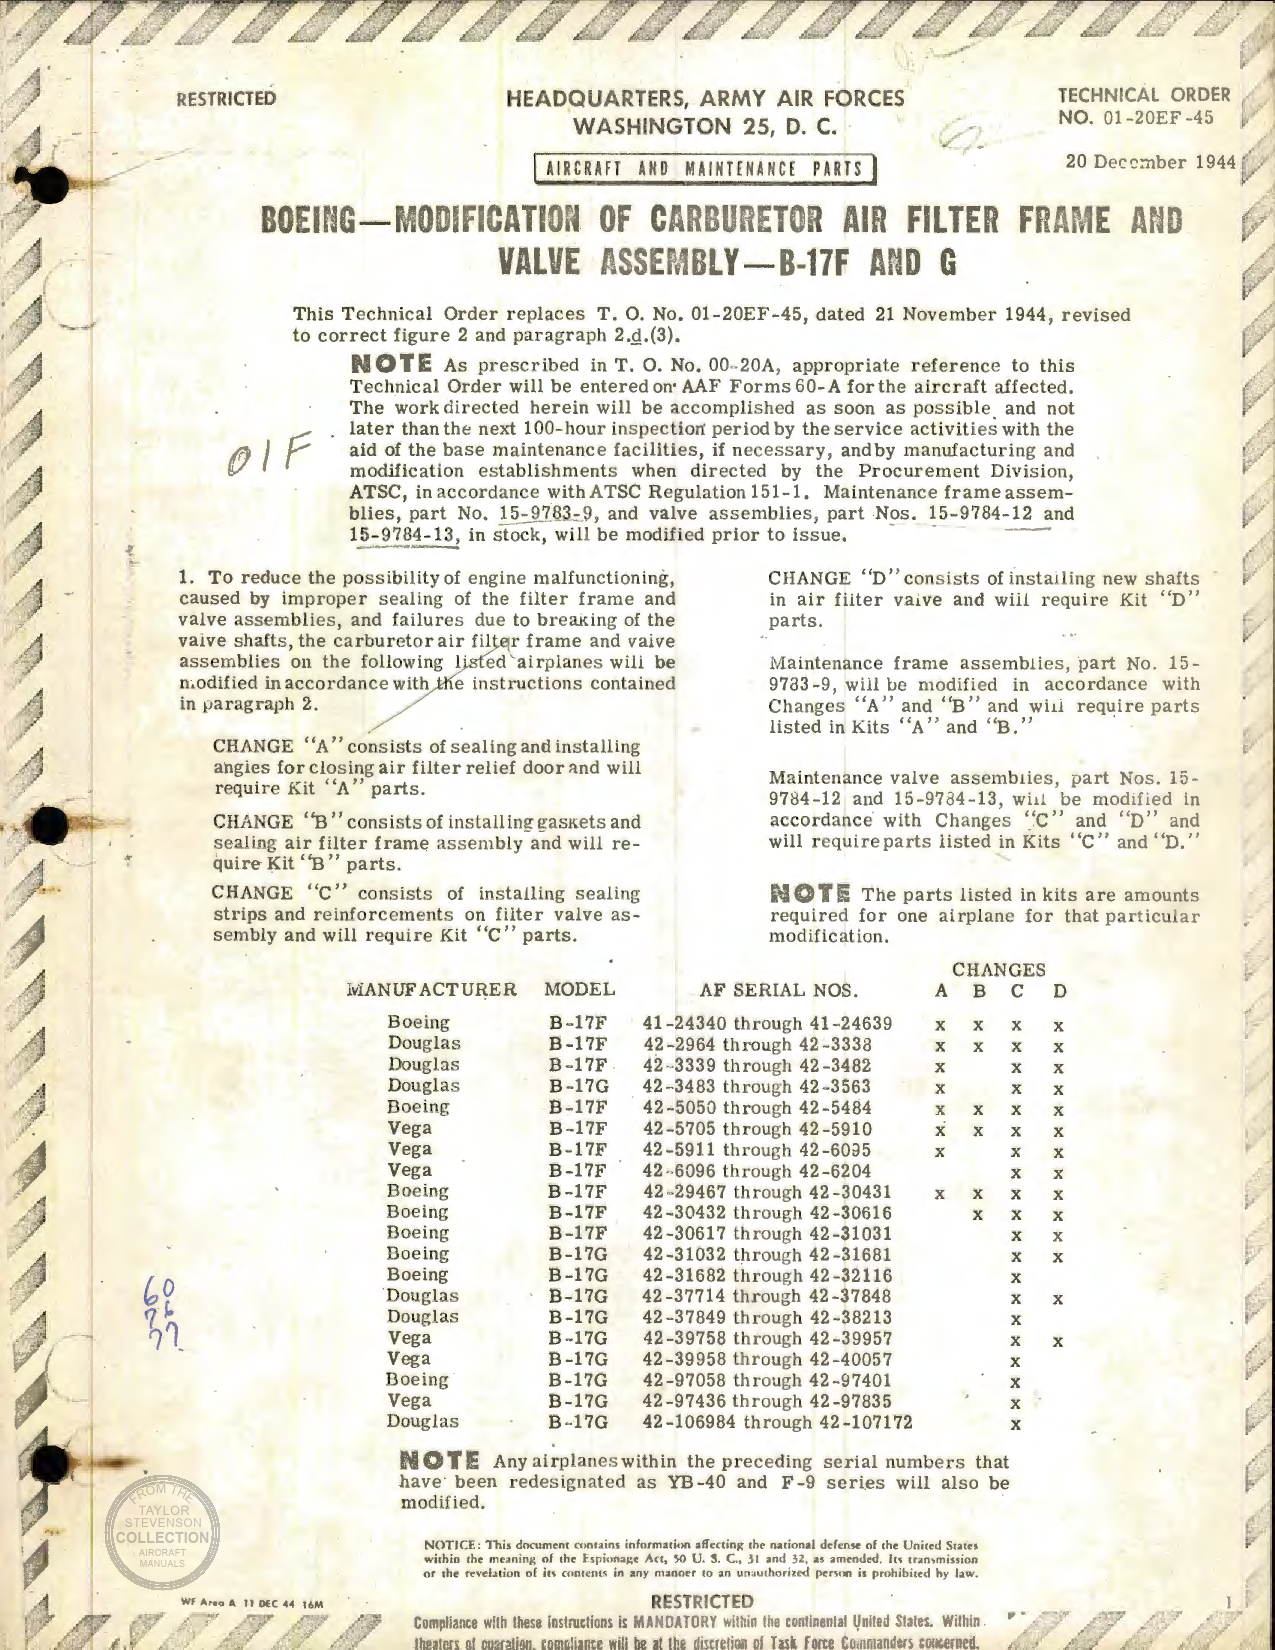 RESTRICTED
HEADQUARTERS, ARMY AIR FORCES
WASHINGTON 25, D. C.
TECHNICAL ORDER
NO. 01-20EF-45
20 December 1944
AIRCRAFT AND MAINTENANCE PARTS
BOEING—MODIFICATION OF CARBURETOR AIR FILTER FRAME AND
VALVE ASSEMBLY—B-17F AND G
This Technical Order replaces T. O. No. 01-20EF-45, dated 21 November 1944, revised
to correct figure 2 and paragraph 2.d.(3).
NOTE As prescribed in T. O. No. 00-20A, appropriate reference to this
Technical Order will be entered on AAF Forms 60-A for the aircraft affected.
The work directed herein will be accomplished as soon as possible and not
later than the next 100-hour inspection period by the service activities with the
aid of the base maintenance facilities, if necessary, and by manufacturing and
modification establishments when directed by the Procurement Division,
ATSC, in accordance with ATSC Regulation 151-1. Maintenance frame assem-
blies, part No. 15-9783-9, and valve assemblies, part Nos. 15-9784-12 and
15-9784-13, in stock, will be modified prior to issue.
01F
1. To reduce the possibility of engine malfunctioning,
caused by improper sealing of the filter frame and
valve assemblies, and failures due to breaking of the
valve shafts, the carburetor air filter frame and valve
assemblies on the following listed airplanes will be
modified in accordance with the instructions contained
in paragraph 2.
CHANGE "A" consists of sealing and installing
angles for closing air filter relief door and will
require Kit "A" parts.
CHANGE "B" consists of installing gaskets and
sealing air filter frame assembly and will re-
quire Kit "B" parts.
CHANGE "C" consists of installing sealing
strips and reinforcements on filter valve as-
sembly and will require Kit "C" parts.
CHANGE "D" consists of installing new shafts
in air filter valve and will require Kit "D"
parts.
Maintenance frame assemblies, part No. 15-
9783-9, will be modified in accordance with
Changes "A" and "B" and will require parts
listed in Kits "A" and "B."
Maintenance valve assemblies, part Nos. 15-
9784-12 and 15-9784-13, will be modified in
accordance with Changes "C" and "D" and
will require parts listed in Kits "C" and "D."
NOTE The parts listed in kits are amounts
required for one airplane for that particular
modification.
CHANGES
MANUFACTURER MODEL AF SERIAL NOS. A B C D
Boeing B-17F 41-24340 through 41-24639 x x x x
Douglas B-17F 42-2964 through 42-3338 x x x x
Douglas B-17F 42-3339 through 42-3482 x x x
Douglas B-17G 42-3483 through 42-3563 x x x
Boeing B-17F 42-5050 through 42-5484 x x x x
Vega B-17F 42-5705 through 42-5910 x x x x
Vega B-17F 42-5911 through 42-6095 x x x
Vega B-17F 42-6096 through 42-6204 x x
Boeing B-17F 42-29467 through 42-30431 x x x x
Boeing B-17F 42-30432 through 42-30616 x x x
Boeing B-17F 42-30617 through 42-31031 x x
Boeing B-17G 42-31032 through 42-31681 x x
Boeing B-17G 42-31682 through 42-32116 x
Douglas B-17G 42-37714 through 42-37848 x x
Douglas B-17G 42-37849 through 42-38213 x
Vega B-17G 42-39758 through 42-39957 x x
Vega B-17G 42-39958 through 42-40057 x
Boeing B-17G 42-97058 through 42-97401 x
Vega B-17G 42-97436 through 42-97835 x
Douglas B-17G 42-106984 through 42-107172 x
60
76
77
NOTE Any airplanes within the preceding serial numbers that
have been redesignated as YB-40 and F-9 series will also be
modified.
FROM THE
TAYLOR
STEVENSON
COLLECTION
AIRCRAFT
MANUALS
NOTICE: This document contains information affecting the national defense of the United States
within the meaning of the Espionage Act, 50 U. S. C., 31 and 32, as amended. Its transmission
or the revelation of its contents in any manner to an unauthorized person is prohibited by law.
WF Area A 11 DEC 44 16M
RESTRICTED
1
Compliance with these instructions is MANDATORY within the continental United States. Within
theaters of operation, compliance will be at the discretion of Task Force Commanders concerned.